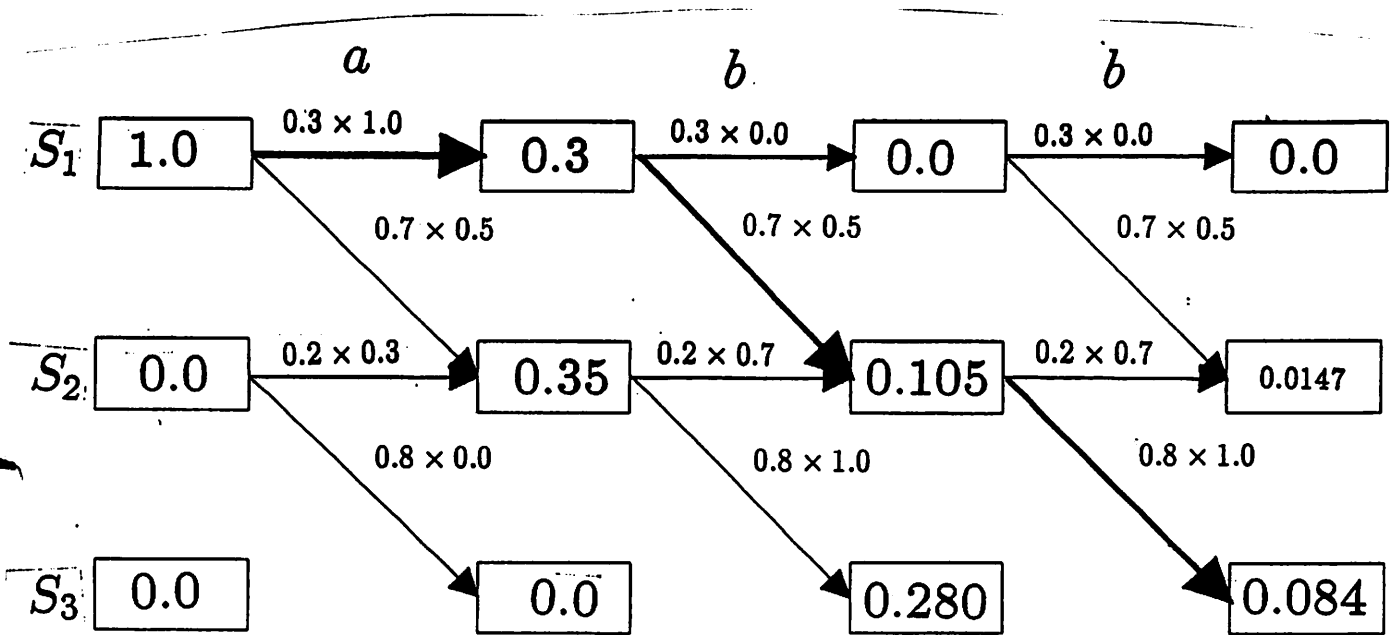 a b b
0.3 × 1.0 0.3 × 0.0 0.3 × 0.0
S₁ 1.0 0.3 0.0 0.0
0.7 × 0.5 0.7 × 0.5 0.7 × 0.5
0.2 × 0.3 0.2 × 0.7 0.2 × 0.7
S₂ 0.0 0.35 0.105 0.0147
0.8 × 0.0 0.8 × 1.0 0.8 × 1.0
S₃ 0.0 0.0 0.280 0.084